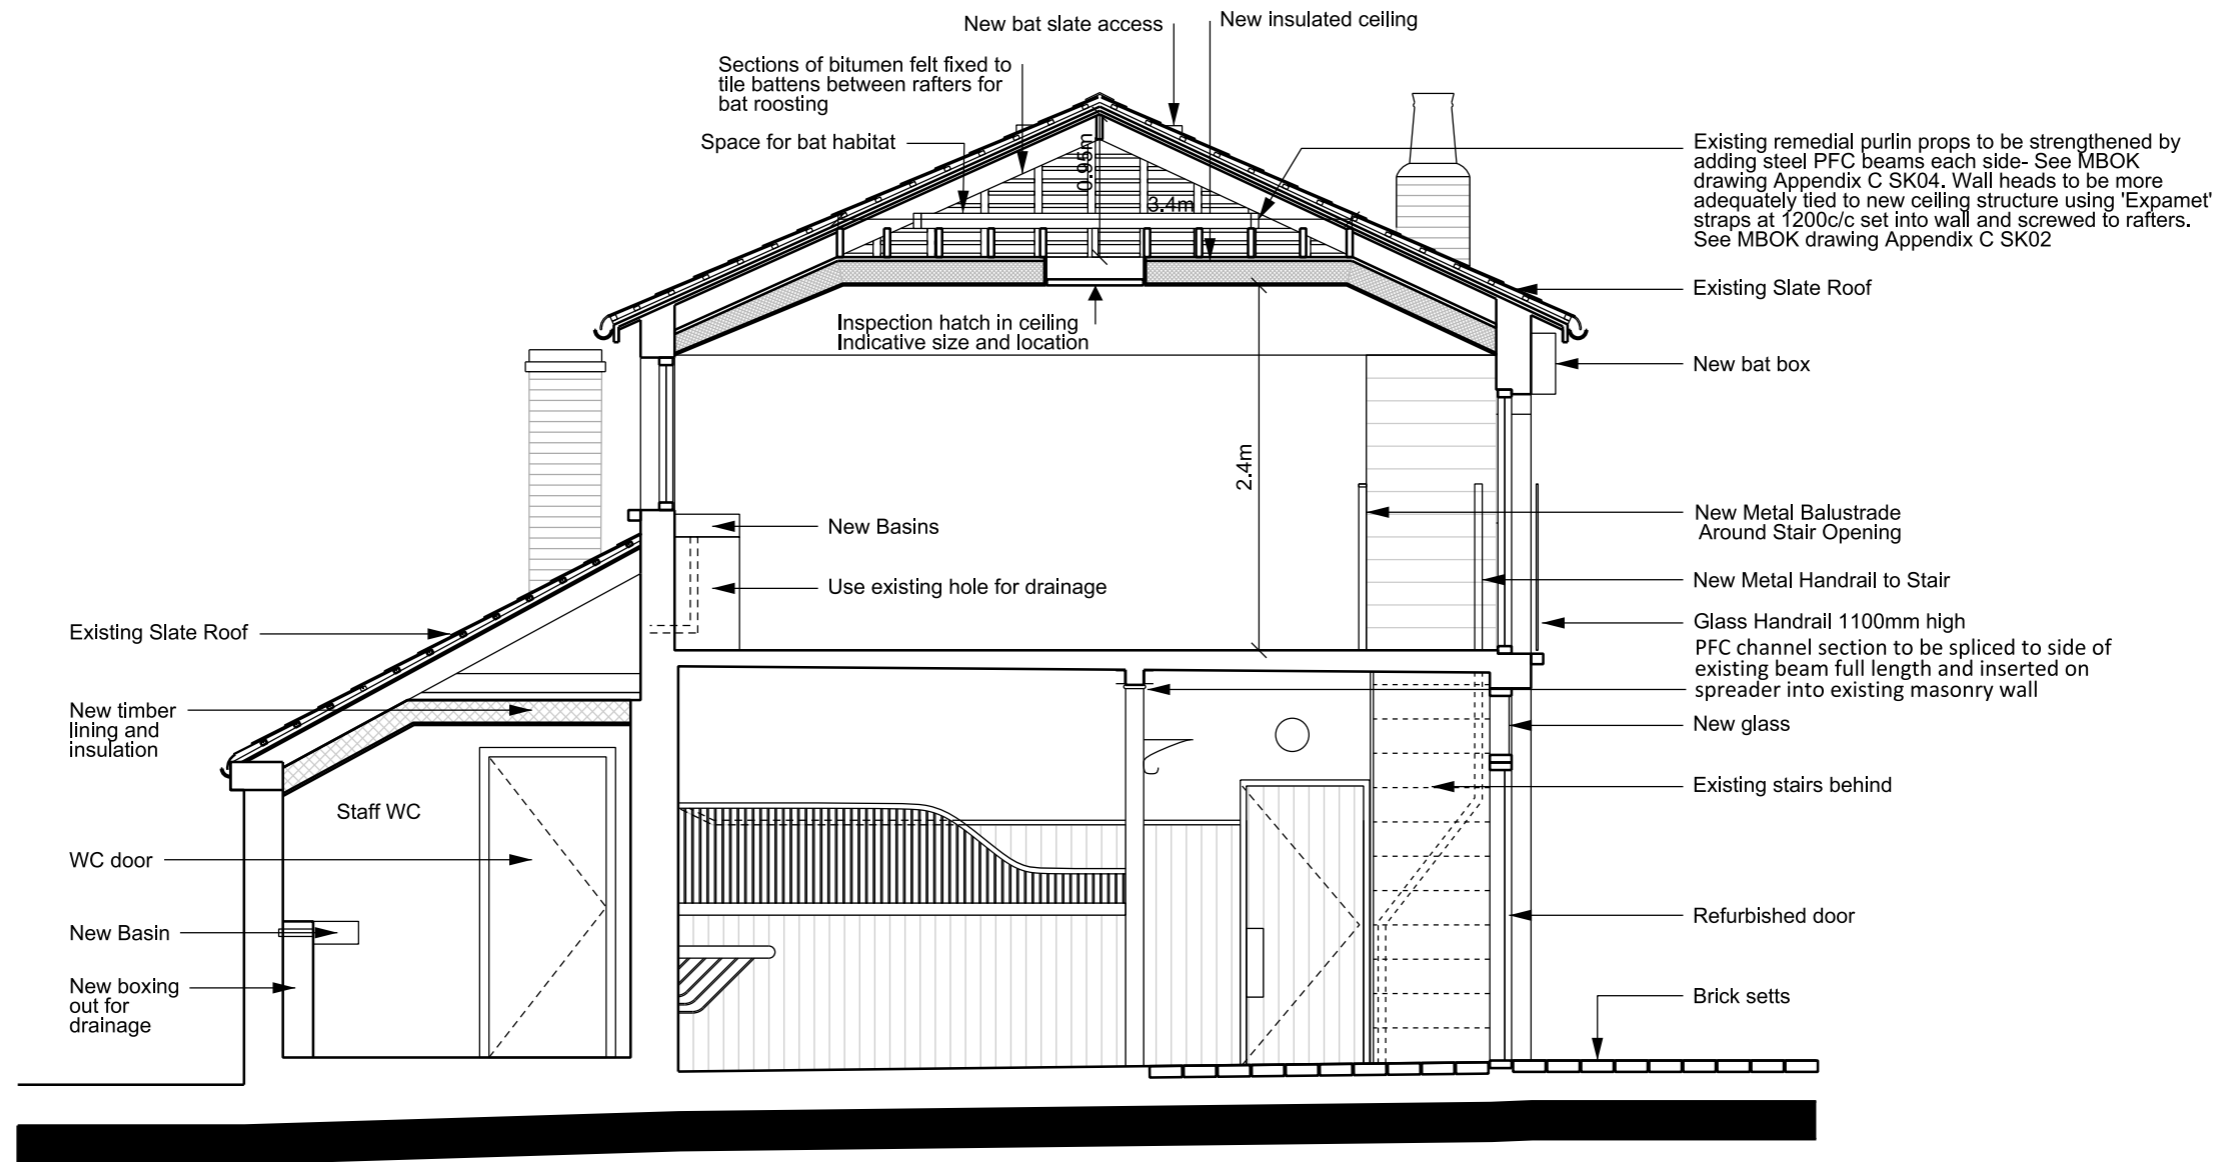 New bat slate access
New insulated ceiling
Sections of bitumen felt fixed to
tile battens between rafters for
bat roosting
Space for bat habitat
0.95m
3.4m
Existing remedial purlin props to be strengthened by
adding steel PFC beams each side- See MBOK
drawing Appendix C SK04. Wall heads to be more
adequately tied to new ceiling structure using 'Expamet'
straps at 1200c/c set into wall and screwed to rafters.
See MBOK drawing Appendix C SK02
Existing Slate Roof
Inspection hatch in ceiling
Indicative size and location
New bat box
2.4m
New Basins
Use existing hole for drainage
New Metal Balustrade
Around Stair Opening
New Metal Handrail to Stair
Glass Handrail 1100mm high
PFC channel section to be spliced to side of
existing beam full length and inserted on
spreader into existing masonry wall
New glass
Existing stairs behind
Refurbished door
Brick setts
Existing Slate Roof
New timber
lining and
insulation
Staff WC
WC door
New Basin
New boxing
out for
drainage